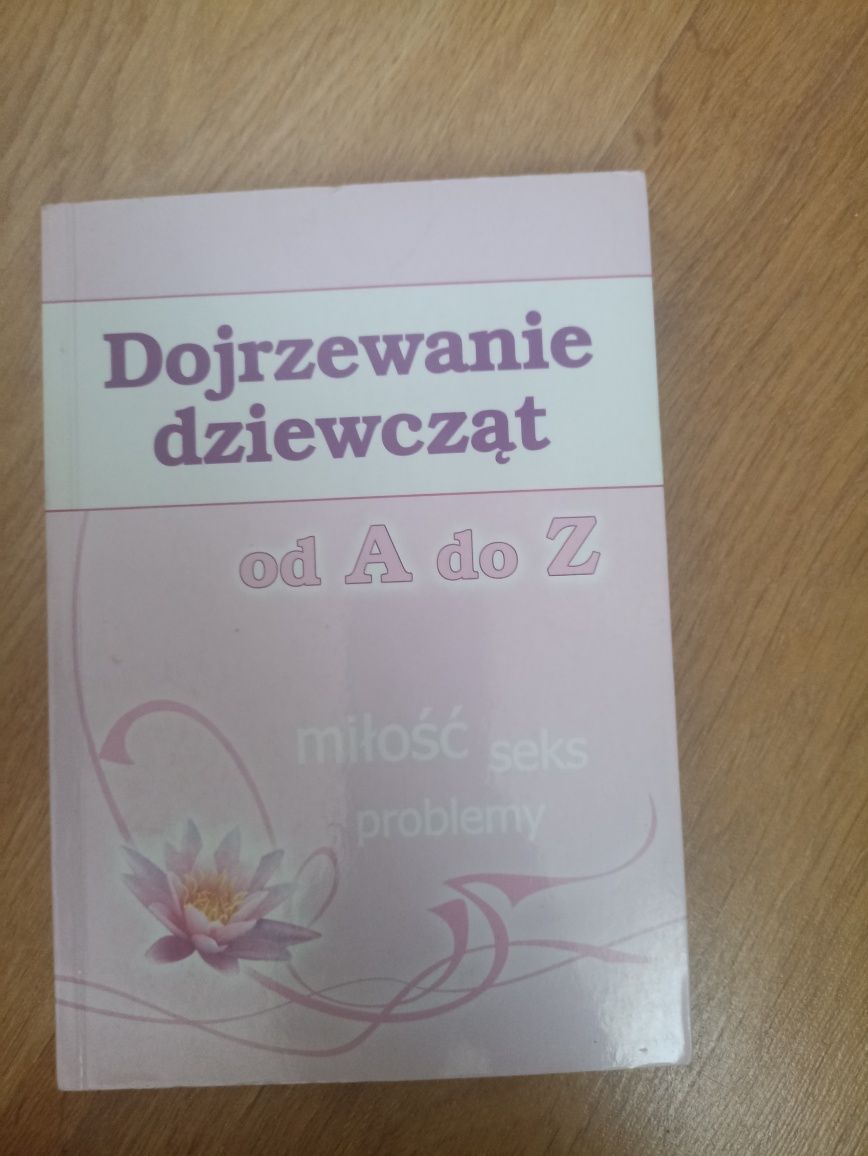 Dojrzewanie
dziewcząt
od A do Z
miłość seks
problemy